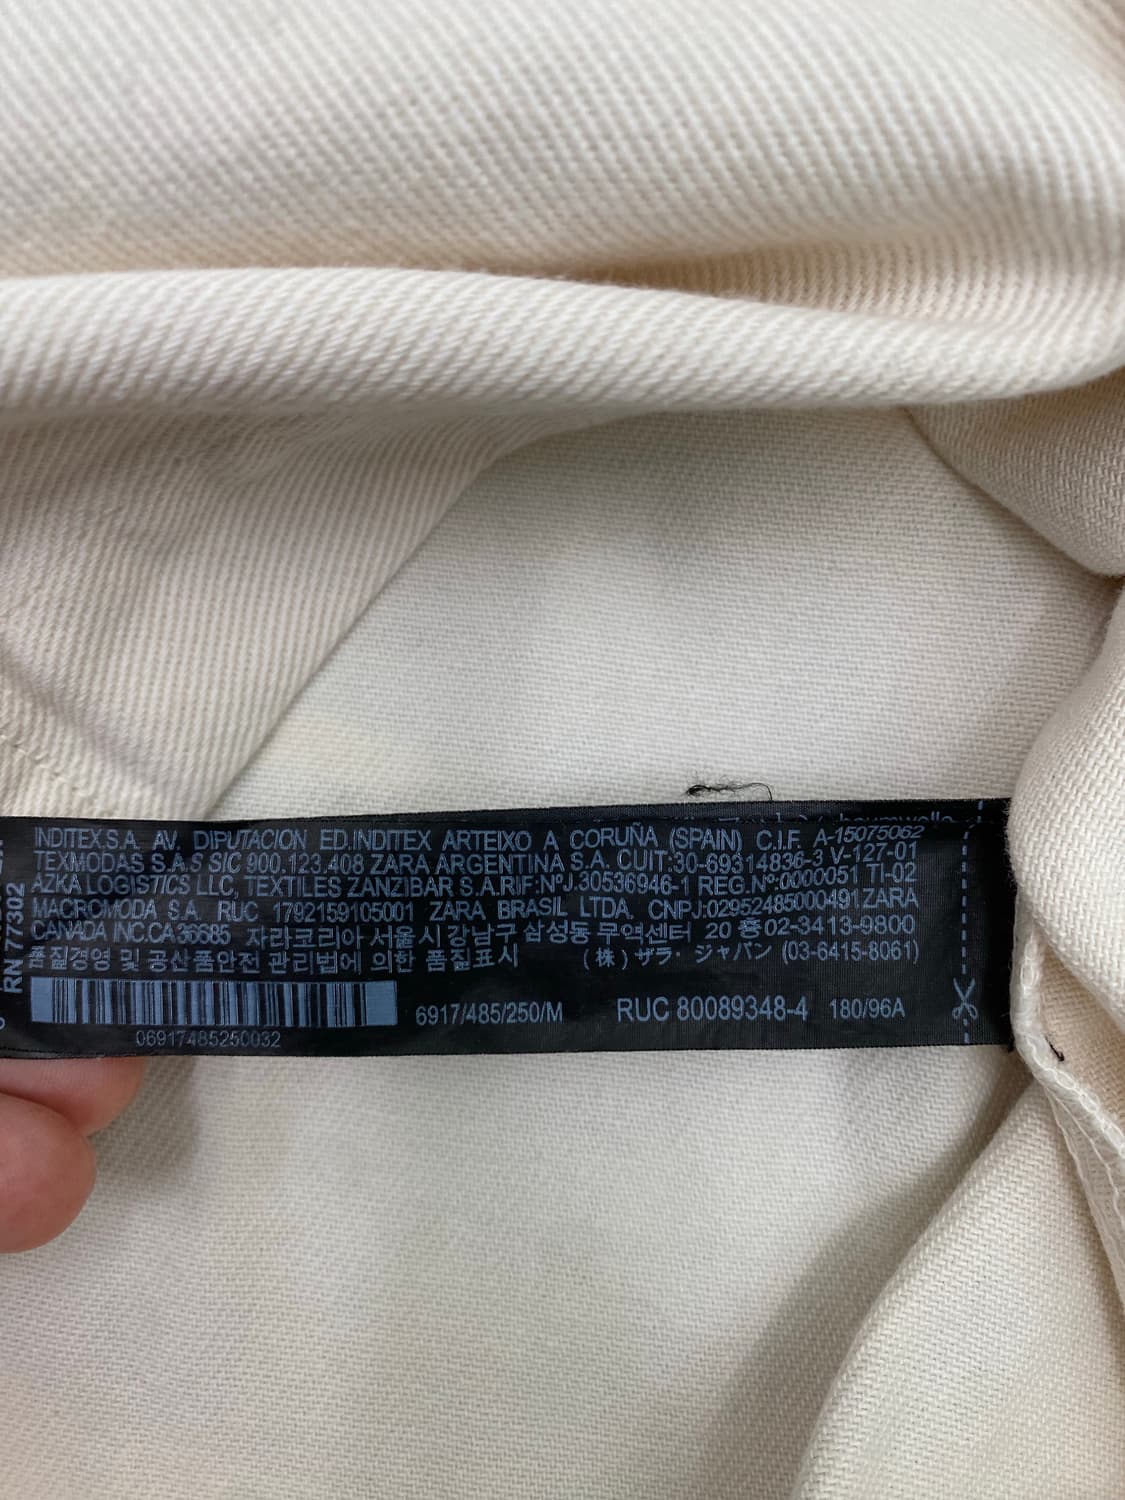 baumwolle
INDITEX S.A. AV. DIPUTACION ED.INDITEX ARTEIXO A CORUÑA (SPAIN) C.I.F. A-15075062
TEXMODAS S.A.S S/C 900.123.408 ZARA ARGENTINA S.A. CUIT:30-69314836-3 V-127-01
AZKA LOGISTICS LLC, TEXTILES ZANZIBAR S.A.RIF:NºJ.30536946-1 REG.Nº:0000051 TI-02
MACROMODA S.A. RUC 1792159105001 ZARA BRASIL LTDA. CNPJ:02952485000491ZARA
CANADA INC.CA 36685 자라코리아 서울시 강남구 삼성동 무역센터 20 층 02-3413-9800
품질경영 및 공산품안전 관리법에 의한 품질표시 (株) ザラ・ジャパン (03-6415-8061)
06917485250032
6917/485/250/M RUC 80089348-4 180/96A
RN 77302